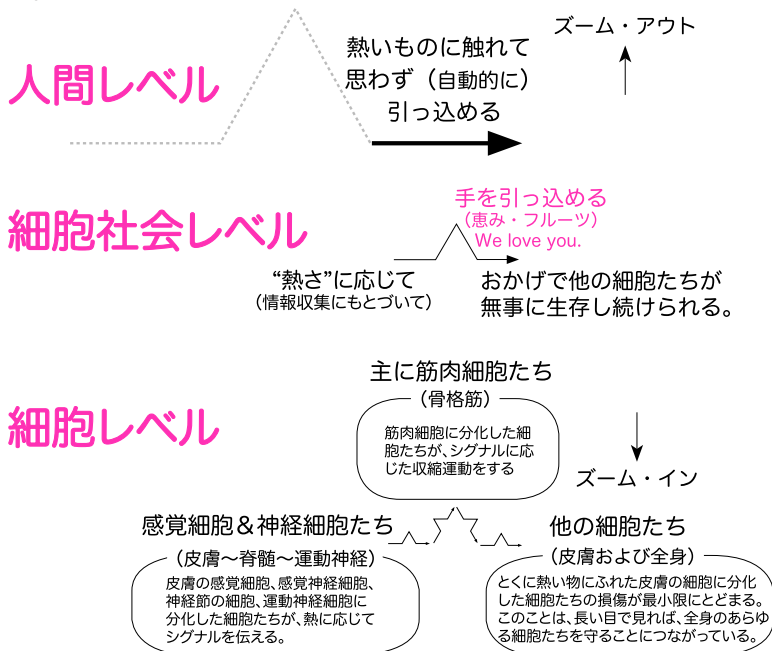 ズーム・アウト
人間レベル
熱いものに触れて
思わず（自動的に）
引っ込める
細胞社会レベル
手を引っ込める
（恵み・フルーツ）
We love you.
“熱さ”に応じて
（情報収集にもとづいて）
おかげで他の細胞たちが
無事に生存し続けられる。
細胞レベル
主に筋肉細胞たち
（骨格筋）
筋肉細胞に分化した細
胞たちが、シグナルに応
じた収縮運動をする
ズーム・イン
感覚細胞＆神経細胞たち
（皮膚〜脊髄〜運動神経）
皮膚の感覚細胞、感覚神経細胞、
神経節の細胞、運動神経細胞に
分化した細胞たちが、熱に応じて
シグナルを伝える。
他の細胞たち
（皮膚および全身）
とくに熱い物にふれた皮膚の細胞に分化
した細胞たちの損傷が最小限にとどまる。
このことは、長い目で見れば、全身のあらゆ
る細胞たちを守ることにつながっている。